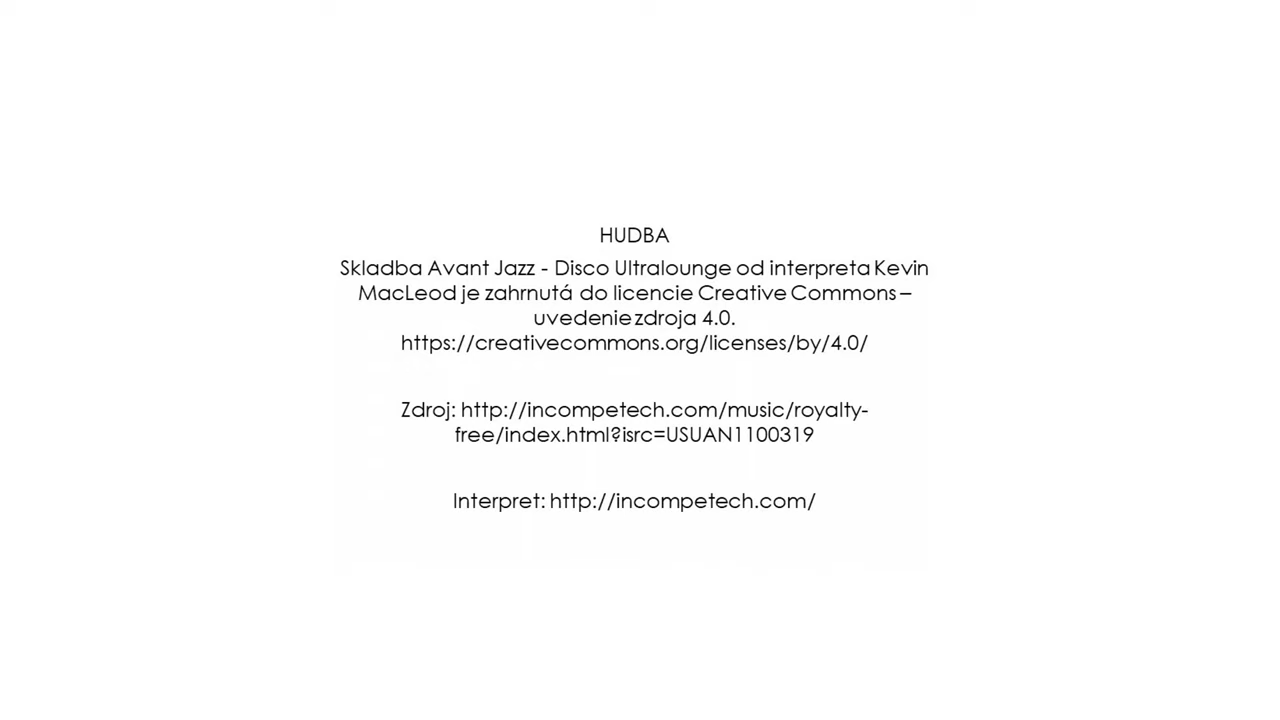 HUDBA
Skladba Avant Jazz - Disco Ultralounge od interpreta Kevin
MacLeod je zahrnutá do licencie Creative Commons –
uvedenie zdroja 4.0.
https://creativecommons.org/licenses/by/4.0/
Zdroj: http://incompetech.com/music/royalty-
free/index.html?isrc=USUAN1100319
Interpret: http://incompetech.com/